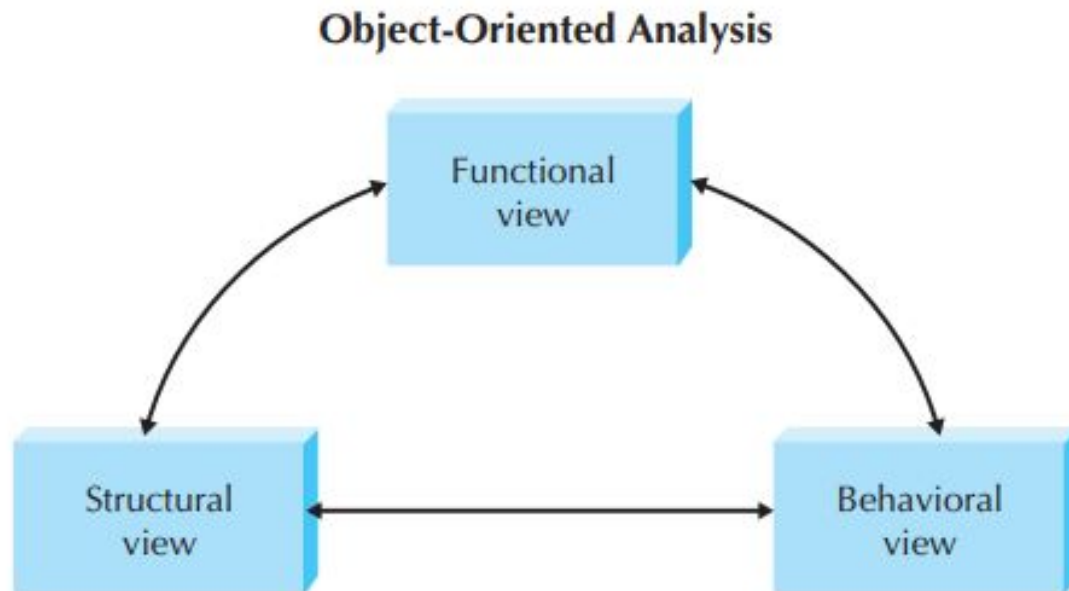 Object-Oriented Analysis
Functional
view
Structural
view
Behavioral
view